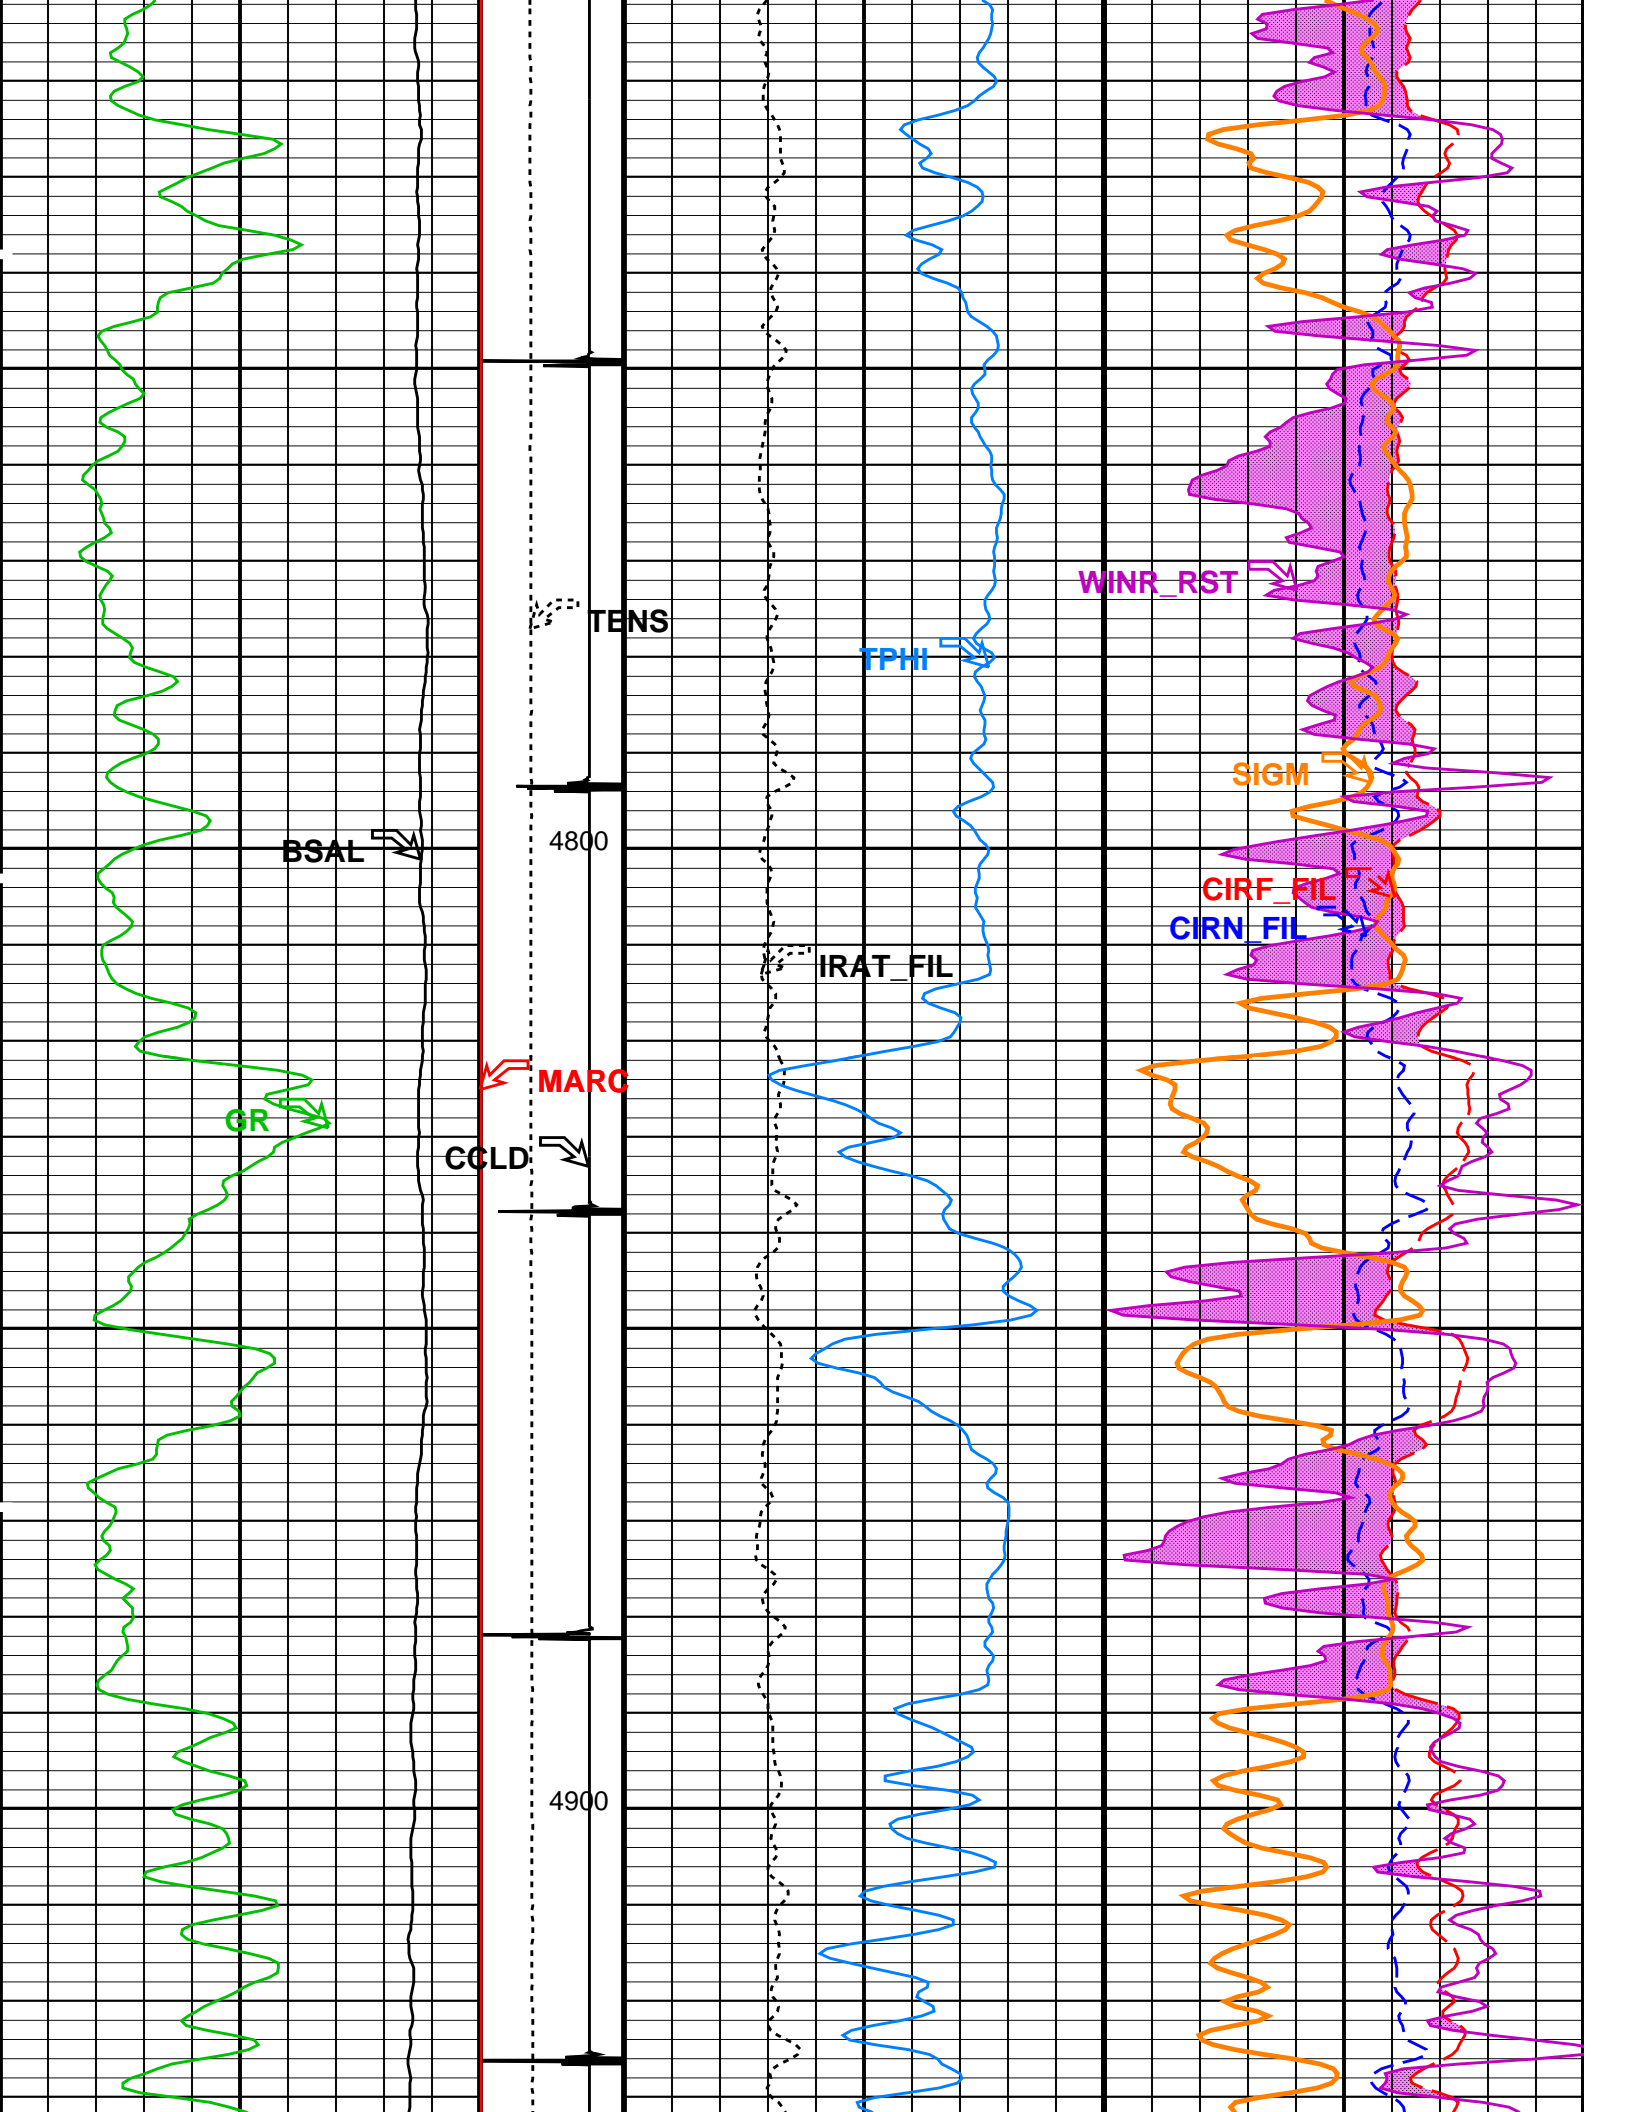 WINR_RST
TENS
TPHI
SIGM
4800
BSAL
CIRF_FIL
CIRN_FIL
IRAT_FIL
MARC
GR
CCLD
4900